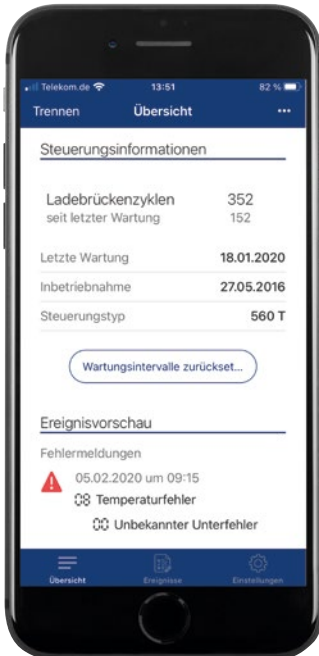 Telekom.de 13:51 82 %
Trennen Übersicht ...
Steuerungsinformationen
Ladebrückenzyklen 352
seit letzter Wartung 152
Letzte Wartung 18.01.2020
Inbetriebnahme 27.05.2016
Steuerungstyp 560 T
Wartungsintervalle zurückset...
Ereignisvorschau
Fehlermeldungen
05.02.2020 um 09:15
08 Temperaturfehler
00 Unbekannter Unterfehler
Übersicht Ereignisse Einstellungen